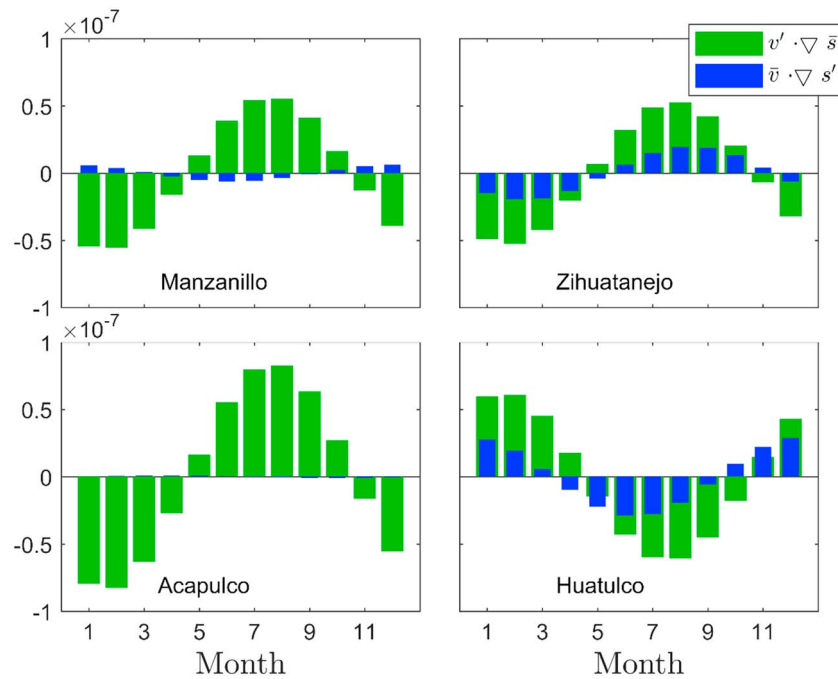 ×10⁻⁷
1
0.5
0
-0.5
-1
Manzanillo
v′ · ▽ s̄
v̄ · ▽ s′
Zihuatanejo
×10⁻⁷
1
0.5
0
-0.5
-1
Acapulco
1 3 5 7 9 11
Month
Huatulco
1 3 5 7 9 11
Month